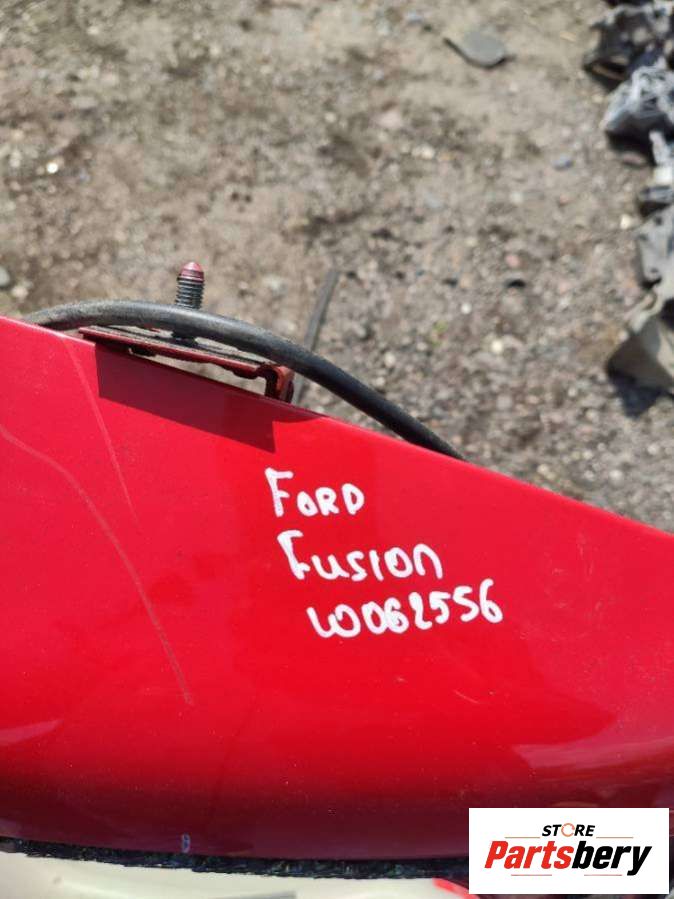 FORD
Fusion
W062556
STORE
Partsbery